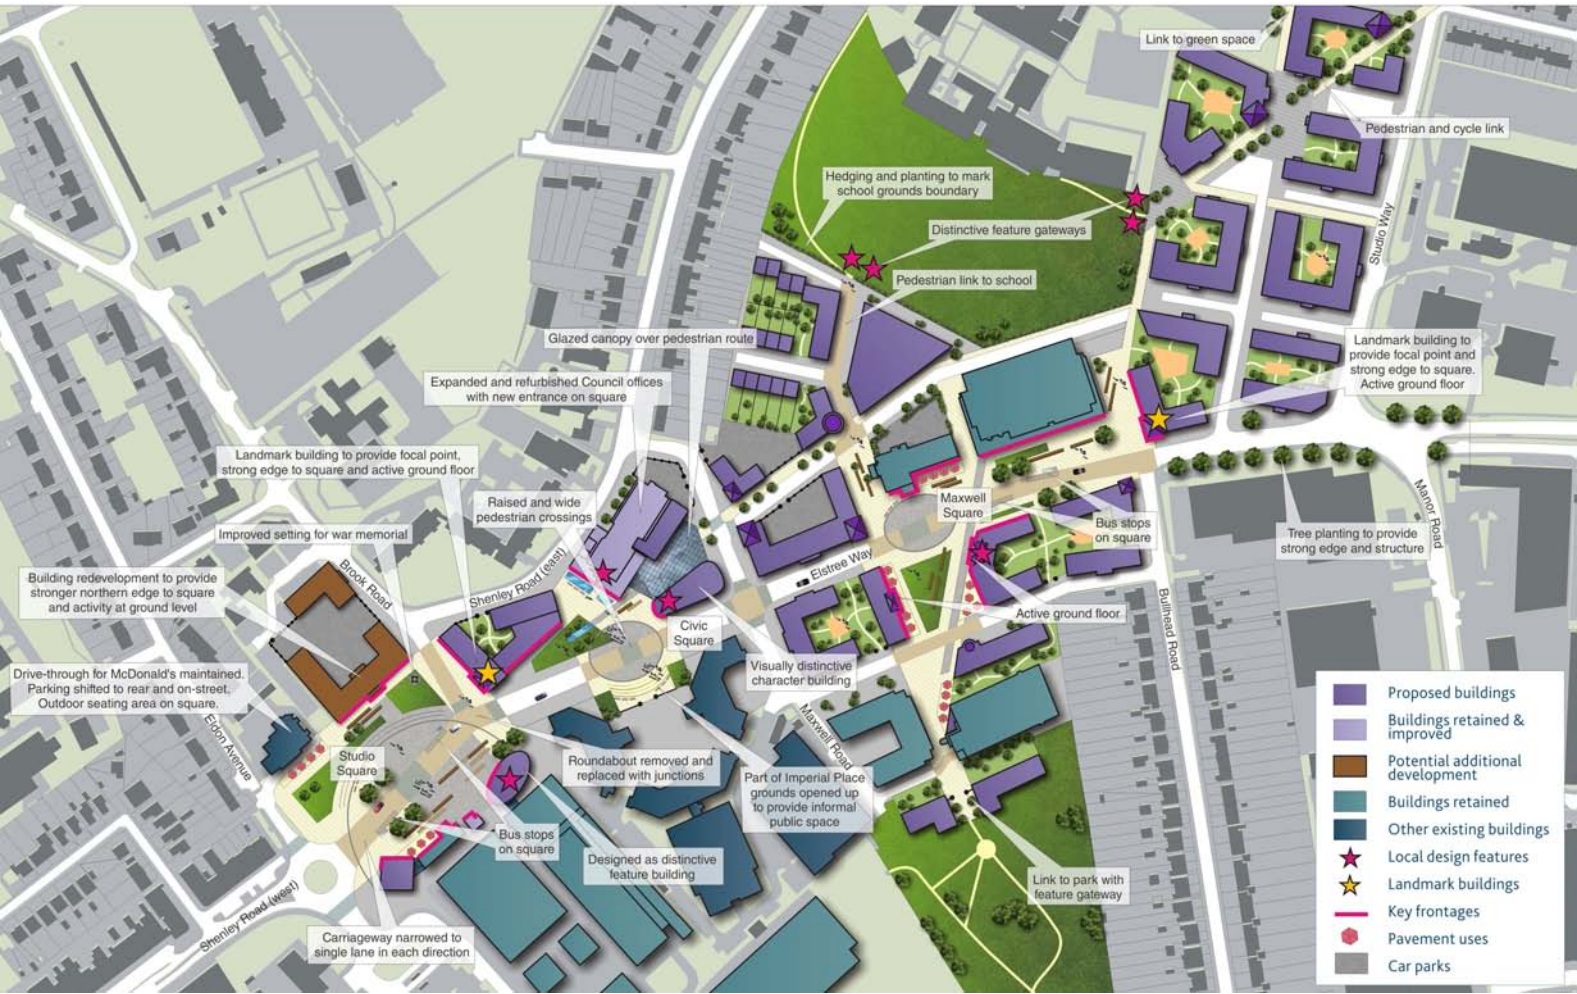 Link to green space
Pedestrian and cycle link
Hedging and planting to mark
school grounds boundary
Distinctive feature gateways
Studio Way
Pedestrian link to school
Glazed canopy over pedestrian route
Landmark building to
provide focal point and
strong edge to square.
Active ground floor
Expanded and refurbished Council offices
with new entrance on square
Landmark building to provide focal point,
strong edge to square and active ground floor
Raised and wide
pedestrian crossings
Maxwell
Square
Manor Road
Improved setting for war memorial
Bus stops
on square
Tree planting to provide
strong edge and structure
Building redevelopment to provide
stronger northern edge to square
and activity at ground level
Brook Road
Shenley Road (east)
Elstree Way
Active ground floor
Bullhead Road
Civic
Square
Visually distinctive
character building
Drive-through for McDonald's maintained.
Parking shifted to rear and on-street.
Outdoor seating area on square.
Eldon Avenue
Maxwell Road
Studio
Square
Roundabout removed and
replaced with junctions
Part of Imperial Place
grounds opened up
to provide informal
public space
Bus stops
on square
Designed as distinctive
feature building
Link to park with
feature gateway
Shenley Road (west)
Carriageway narrowed to
single lane in each direction
Proposed buildings
Buildings retained &
improved
Potential additional
development
Buildings retained
Other existing buildings
Local design features
Landmark buildings
Key frontages
Pavement uses
Car parks